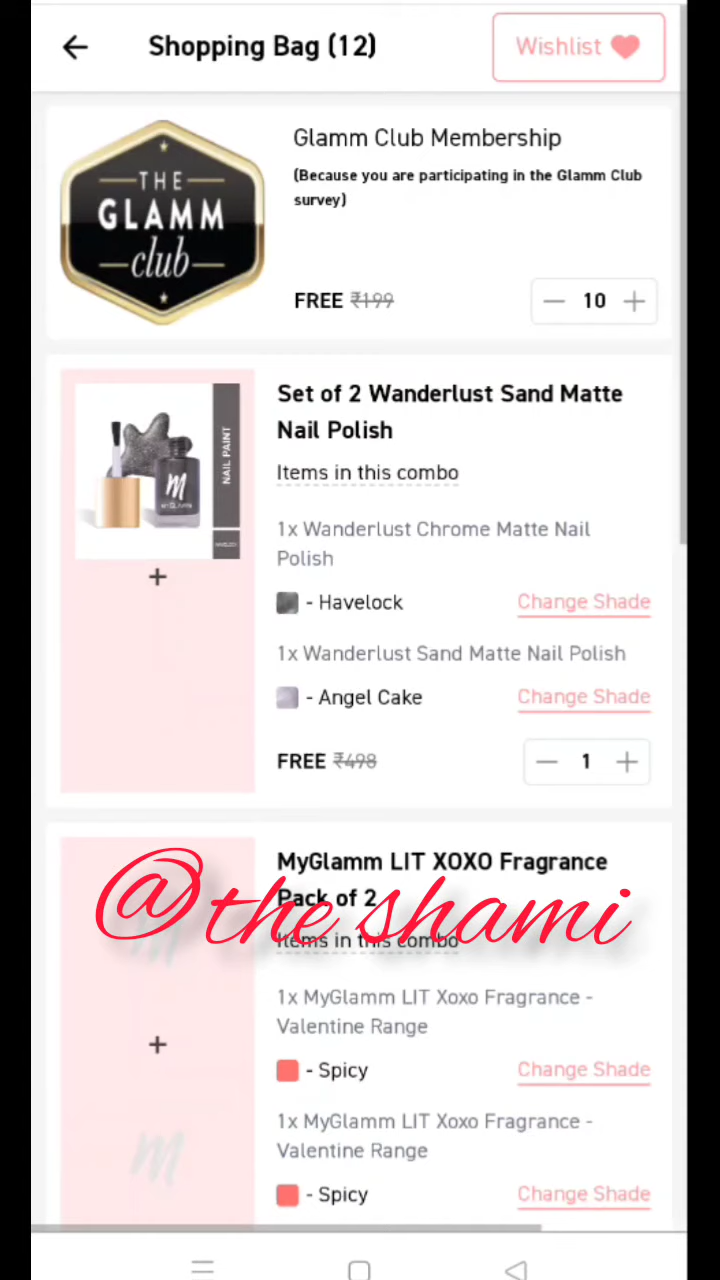 Shopping Bag (12)
Wishlist
THE
GLAMM
club
Glamm Club Membership
(Because you are participating in the Glamm Club
survey)
FREE ₹199
10
NAIL PAINT
Set of 2 Wanderlust Sand Matte
Nail Polish
Items in this combo
1x Wanderlust Chrome Matte Nail
Polish
- Havelock
Change Shade
1x Wanderlust Sand Matte Nail Polish
- Angel Cake
Change Shade
FREE ₹498
1
MyGlamm LIT XOXO Fragrance
Pack of 2
@the shami
Items in this combo
1x MyGlamm LIT Xoxo Fragrance -
Valentine Range
- Spicy
Change Shade
1x MyGlamm LIT Xoxo Fragrance -
Valentine Range
- Spicy
Change Shade